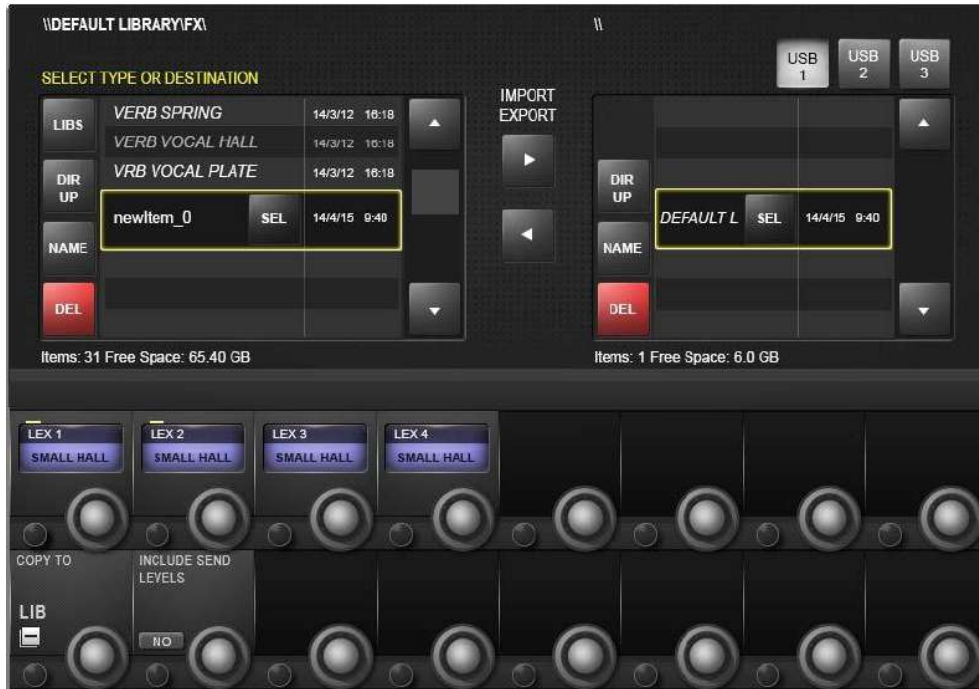 \\DEFAULT LIBRARY\FX\
\\
SELECT TYPE OR DESTINATION
USB 1
USB 2
USB 3
LIBS
DIR UP
NAME
DEL
VERB SPRING 14/3/12 16:18
VERB VOCAL HALL 14/3/12 16:18
VRB VOCAL PLATE 14/3/12 16:18
newItem_0 SEL 14/4/15 9:40
IMPORT
EXPORT
DIR UP
NAME
DEL
DEFAULT L SEL 14/4/15 9:40
Items: 31 Free Space: 65.40 GB
Items: 1 Free Space: 6.0 GB
LEX 1
SMALL HALL
LEX 2
SMALL HALL
LEX 3
SMALL HALL
LEX 4
SMALL HALL
COPY TO
LIB
INCLUDE SEND
LEVELS
NO